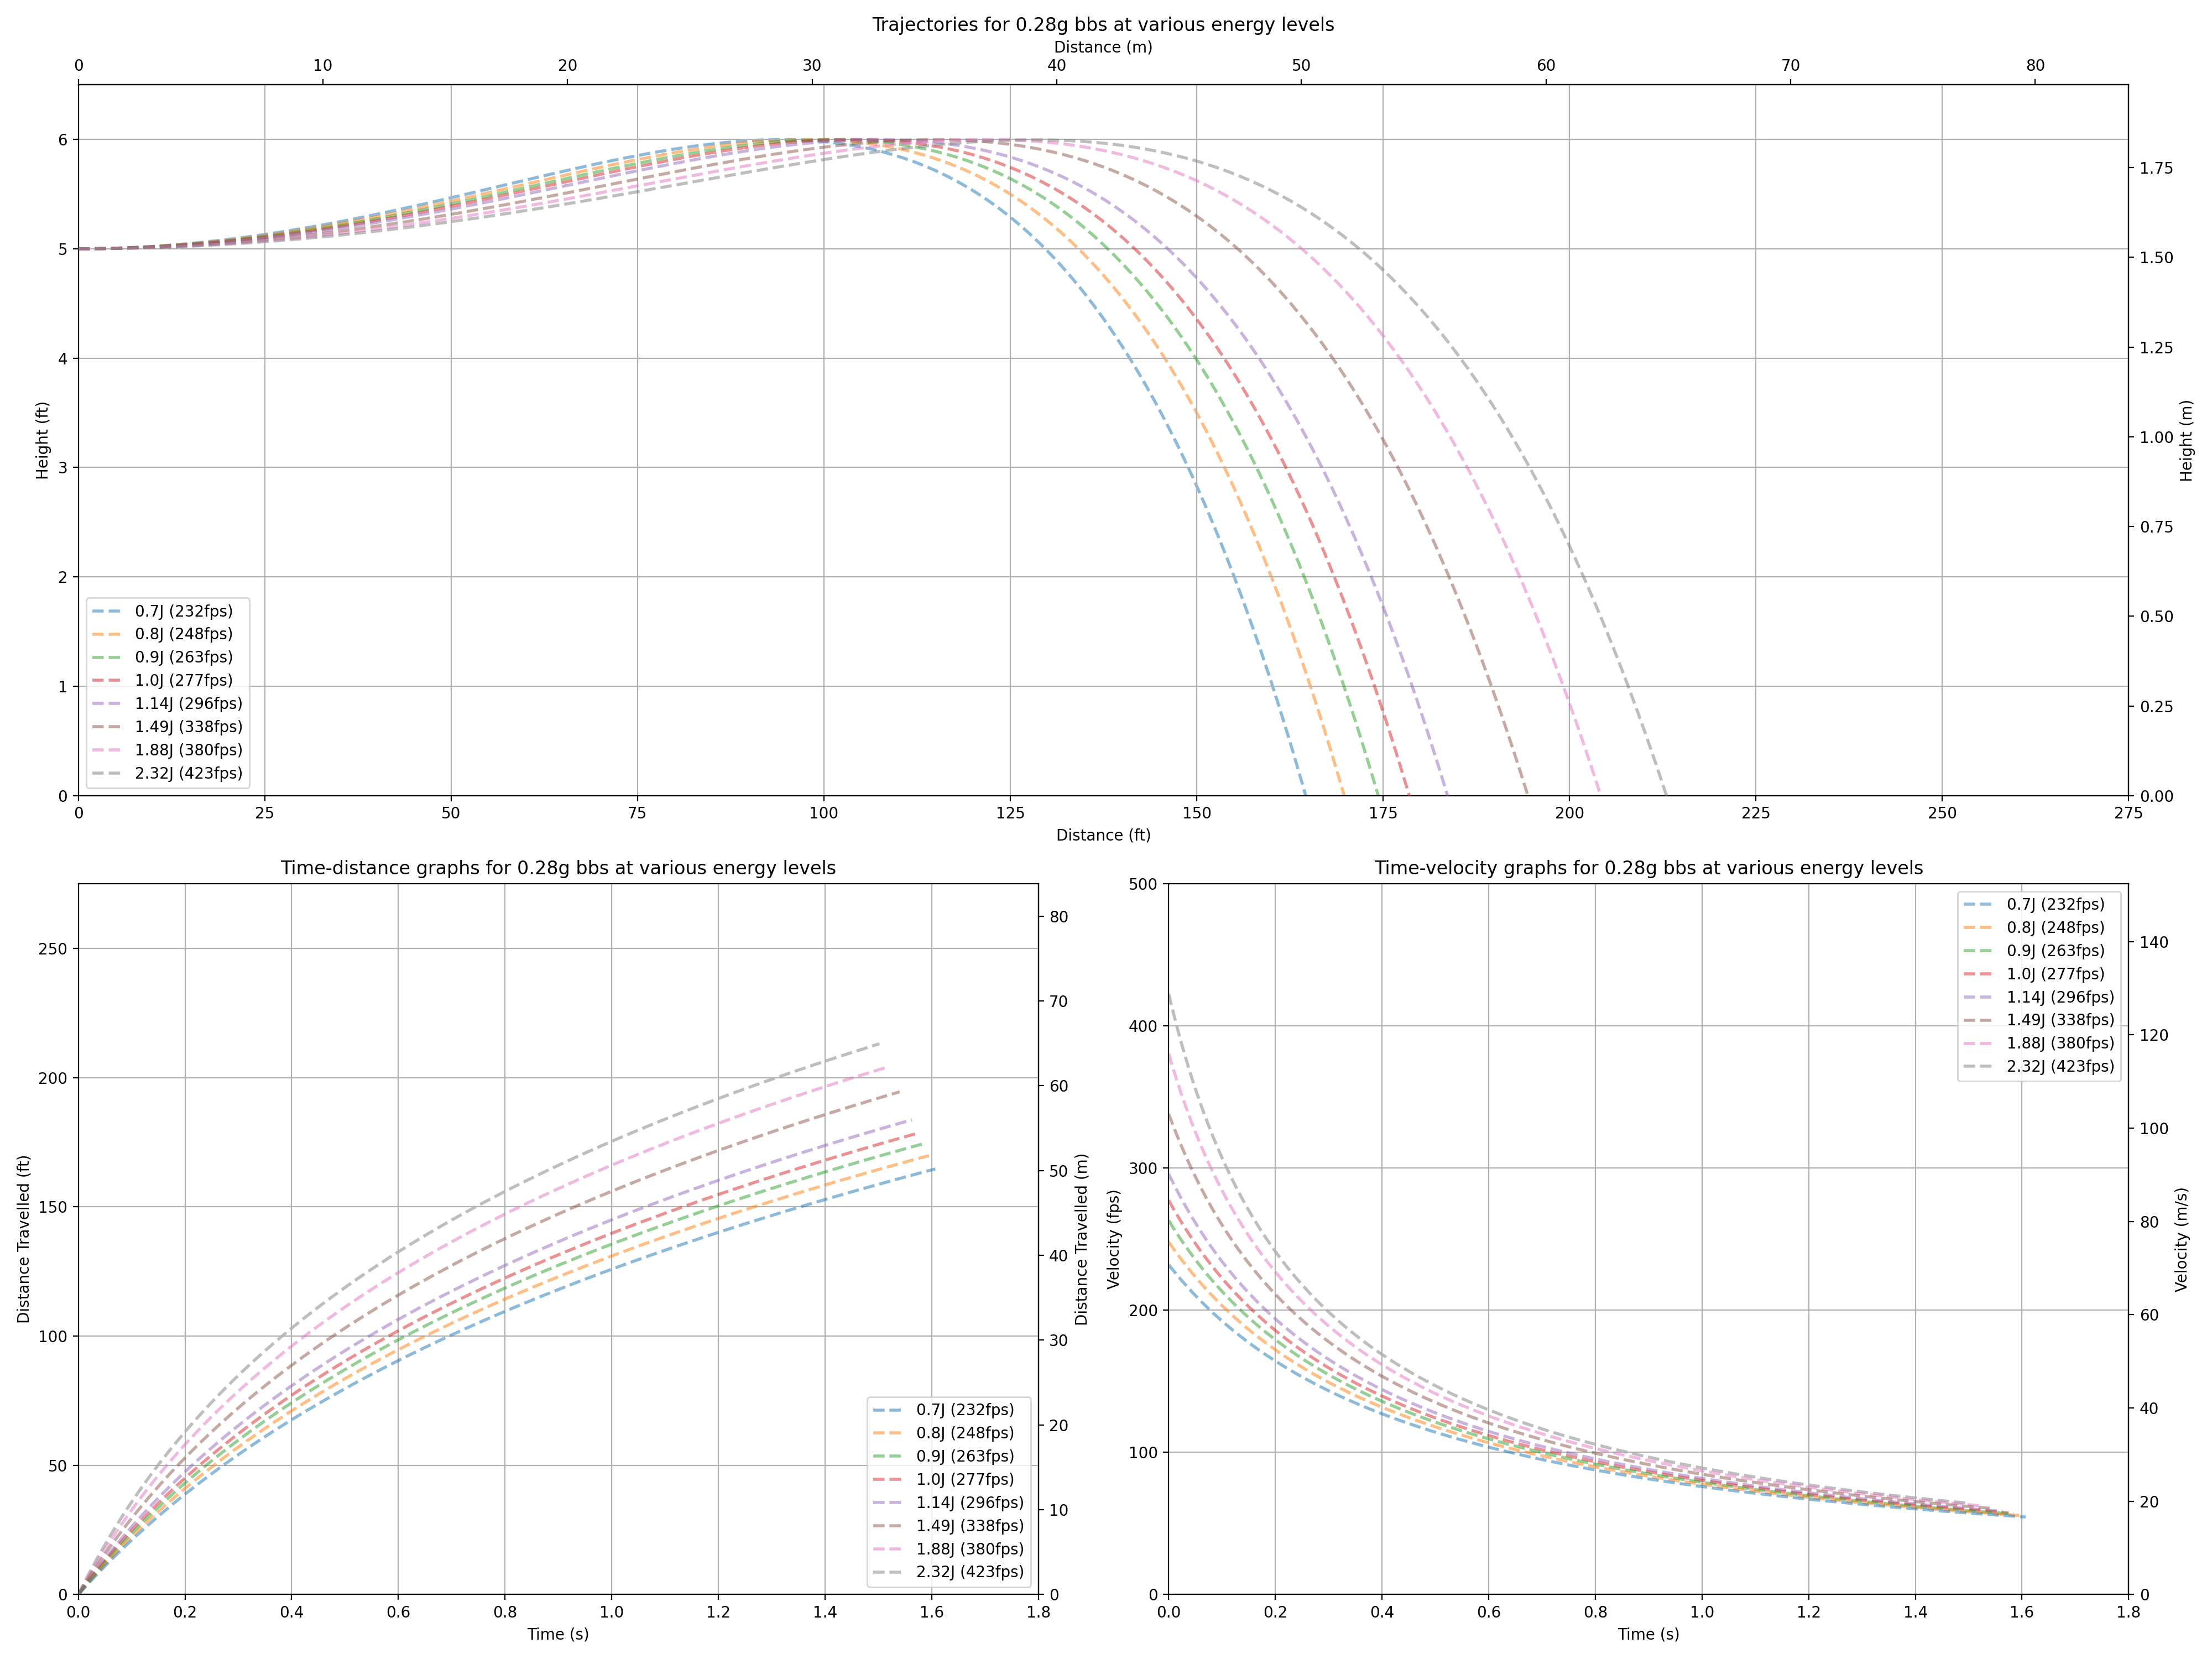 Trajectories for 0.28g bbs at various energy levels
Distance (m)
0 10 20 30 40 50 60 70 80
6
5
4
3
2
1
0
Height (ft)
1.75
1.50
1.25
1.00
0.75
0.50
0.25
0.00
Height (m)
0.7J (232fps)
0.8J (248fps)
0.9J (263fps)
1.0J (277fps)
1.14J (296fps)
1.49J (338fps)
1.88J (380fps)
2.32J (423fps)
0 25 50 75 100 125 150 175 200 225 250 275
Distance (ft)
Time-distance graphs for 0.28g bbs at various energy levels
250
200
150
100
50
0
Distance Travelled (ft)
80
70
60
50
40
30
20
10
0
Distance Travelled (m)
0.7J (232fps)
0.8J (248fps)
0.9J (263fps)
1.0J (277fps)
1.14J (296fps)
1.49J (338fps)
1.88J (380fps)
2.32J (423fps)
0.0 0.2 0.4 0.6 0.8 1.0 1.2 1.4 1.6 1.8
Time (s)
Time-velocity graphs for 0.28g bbs at various energy levels
500
400
300
200
100
0
Velocity (fps)
140
120
100
80
60
40
20
0
Velocity (m/s)
0.7J (232fps)
0.8J (248fps)
0.9J (263fps)
1.0J (277fps)
1.14J (296fps)
1.49J (338fps)
1.88J (380fps)
2.32J (423fps)
0.0 0.2 0.4 0.6 0.8 1.0 1.2 1.4 1.6 1.8
Time (s)